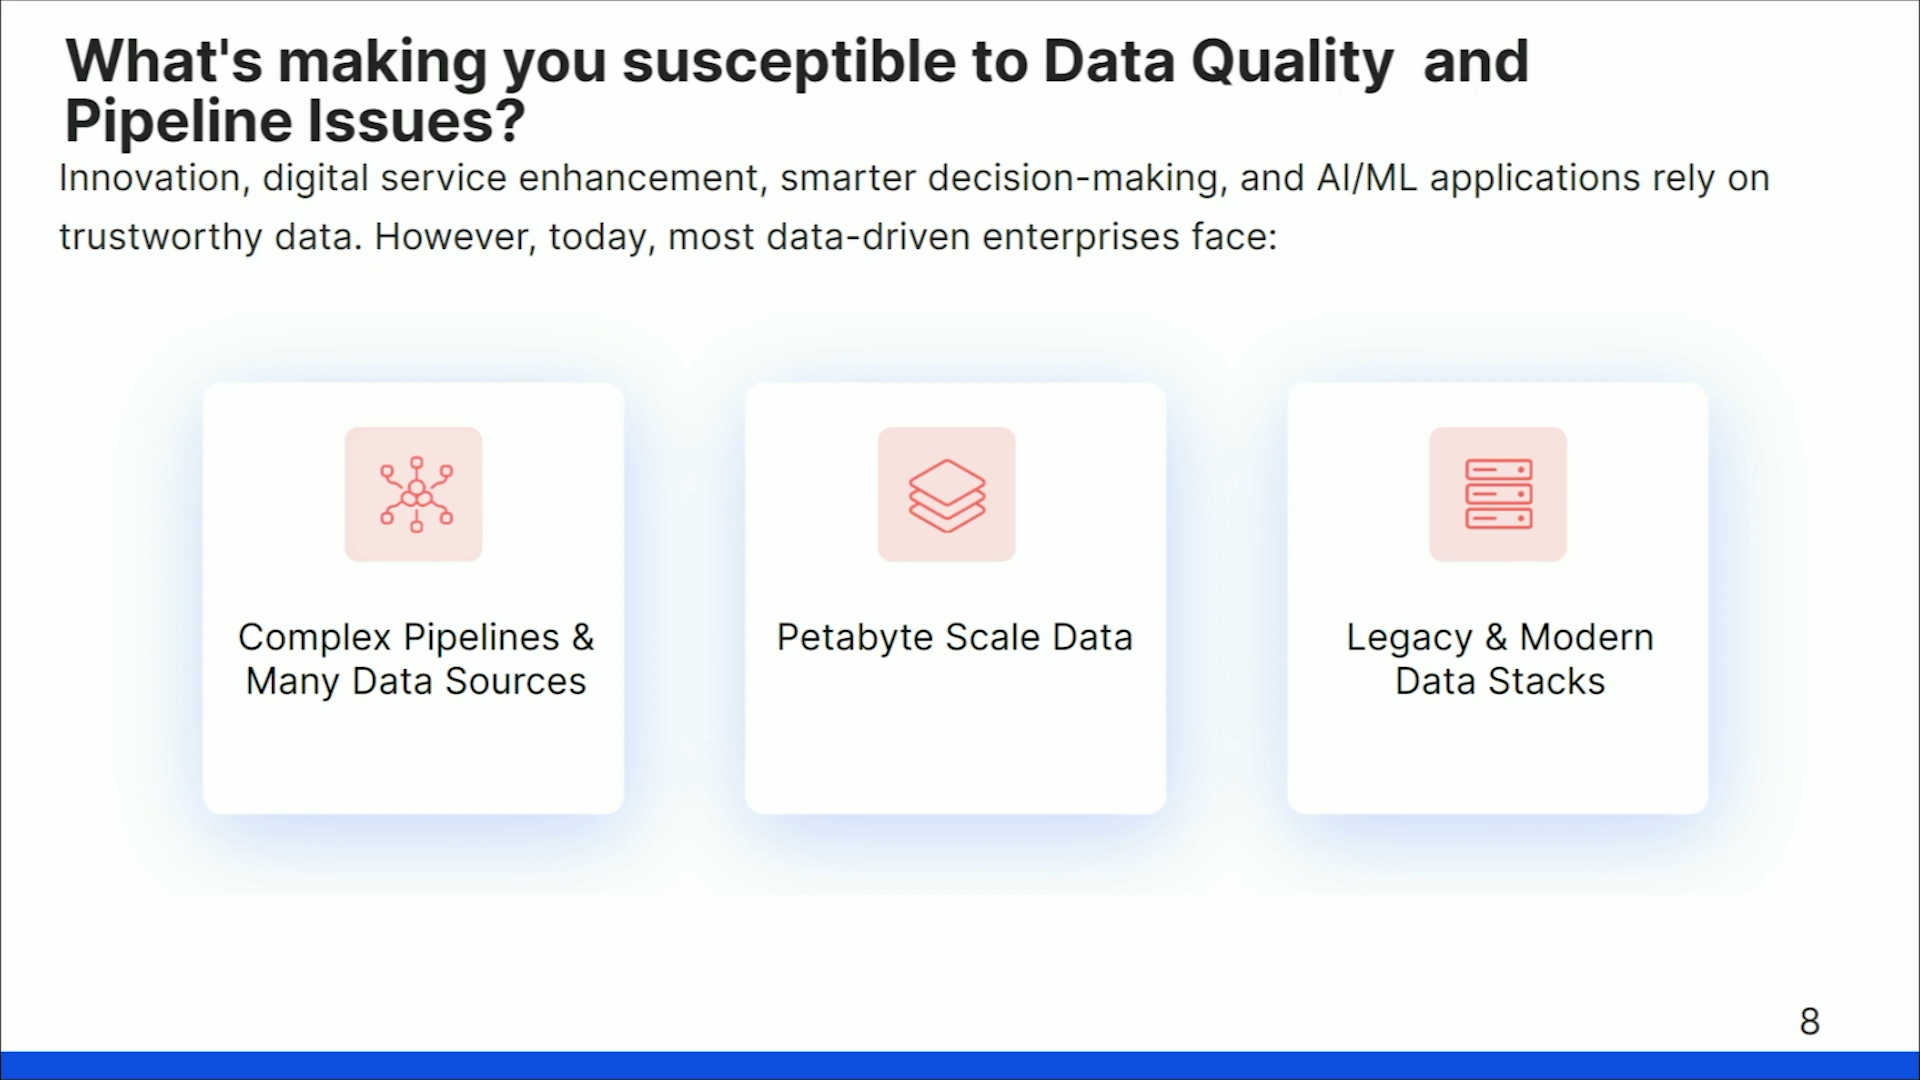 What's making you susceptible to Data Quality and
Pipeline Issues?
Innovation, digital service enhancement, smarter decision-making, and AI/ML applications rely on
trustworthy data. However, today, most data-driven enterprises face:
Complex Pipelines &
Many Data Sources
Petabyte Scale Data
Legacy & Modern
Data Stacks
8